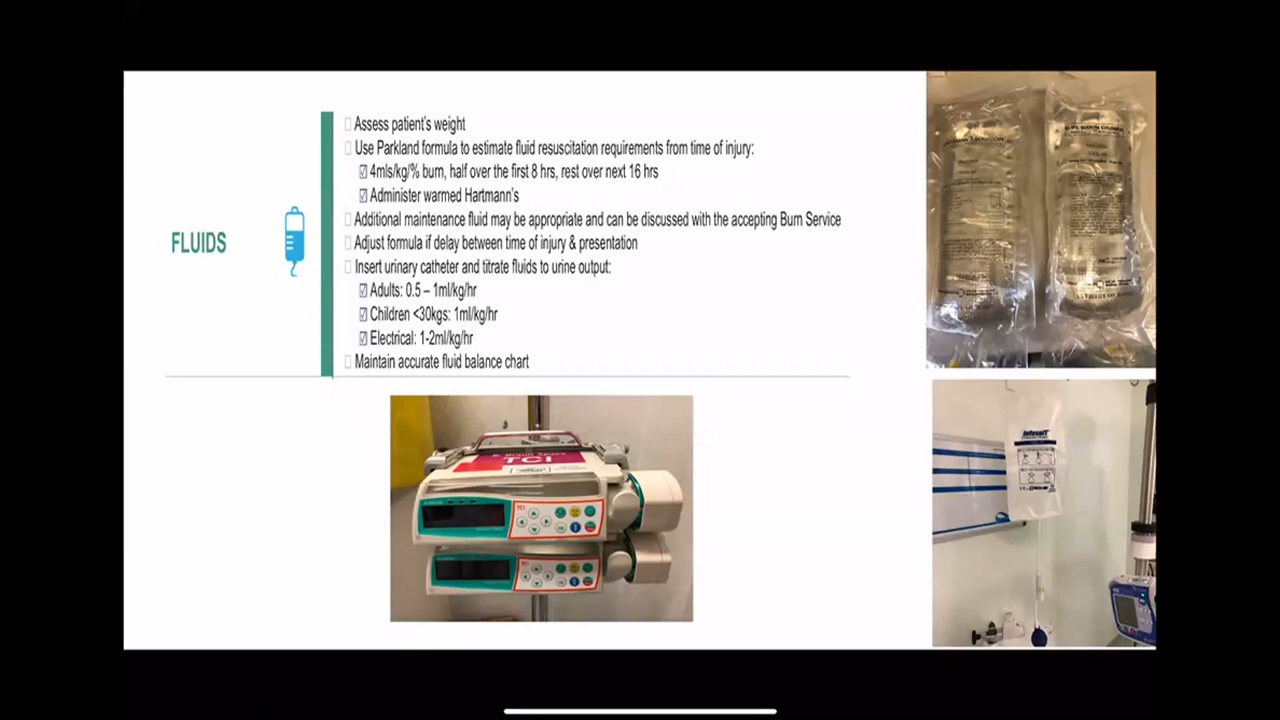 Assess patient's weight
Use Parkland formula to estimate fluid resuscitation requirements from time of injury:
4mls/kg/% burn, half over the first 8 hrs, rest over next 16 hrs
Administer warmed Hartmann's
Additional maintenance fluid may be appropriate and can be discussed with the accepting Burn Service
FLUIDS
Adjust formula if delay between time of injury & presentation
Insert urinary catheter and titrate fluids to urine output:
Adults: 0.5 – 1ml/kg/hr
Children <30kgs: 1ml/kg/hr
Electrical: 1-2ml/kg/hr
Maintain accurate fluid balance chart
TCI